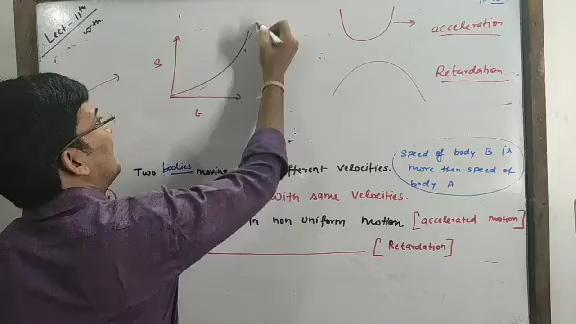 Lect-11th
S
t
acceleration
Retardation
Two bodies moving different velocities.
speed of body B is
more than speed of
body A
with same velocities.
in non uniform motion [accelerated motion]
[Retardation]